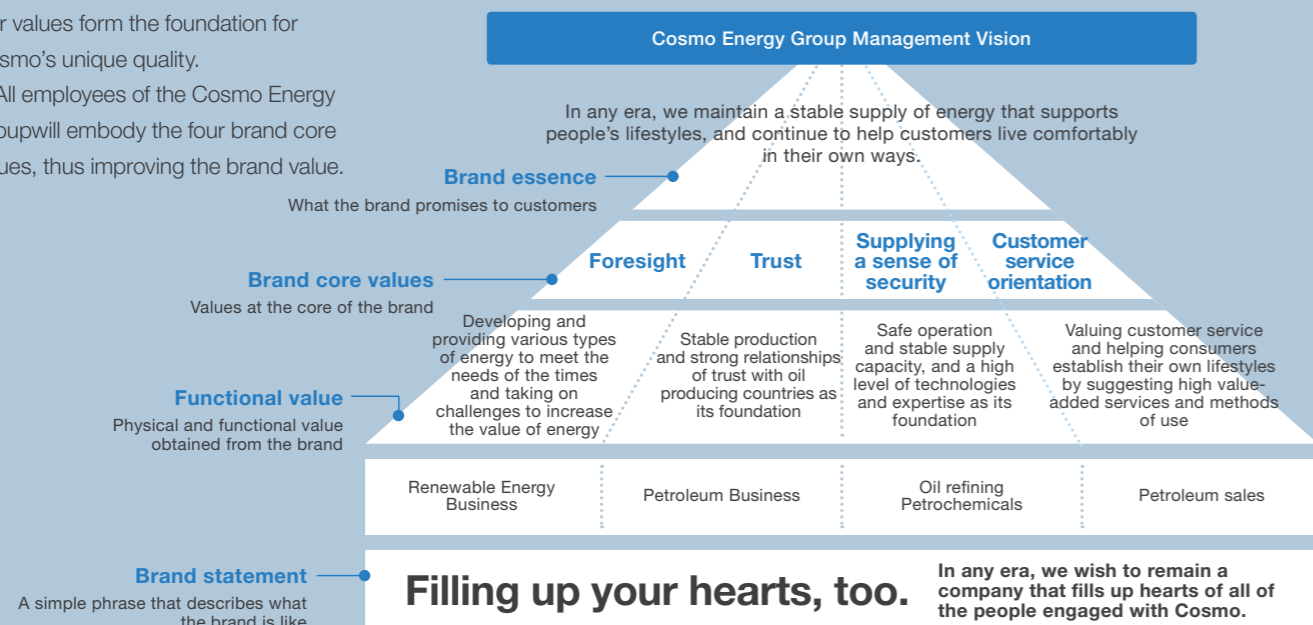 r values form the foundation for
smo's unique quality.
All employees of the Cosmo Energy
oupwill embody the four brand core
ues, thus improving the brand value.
Cosmo Energy Group Management Vision
In any era, we maintain a stable supply of energy that supports
people's lifestyles, and continue to help customers live comfortably
in their own ways.
Brand essence
What the brand promises to customers
Brand core values
Values at the core of the brand
Foresight
Trust
Supplying
a sense of
security
Customer
service
orientation
Functional value
Physical and functional value
obtained from the brand
Developing and
providing various types
of energy to meet the
needs of the times
and taking on
challenges to increase
the value of energy
Stable production
and strong relationships
of trust with oil
producing countries as
its foundation
Safe operation
and stable supply
capacity, and a high
level of technologies
and expertise as its
foundation
Valuing customer service
and helping consumers
establish their own lifestyles
by suggesting high value-
added services and methods
of use
Renewable Energy
Business
Petroleum Business
Oil refining
Petrochemicals
Petroleum sales
Brand statement
A simple phrase that describes what
the brand is like
Filling up your hearts, too.
In any era, we wish to remain a
company that fills up hearts of all of
the people engaged with Cosmo.